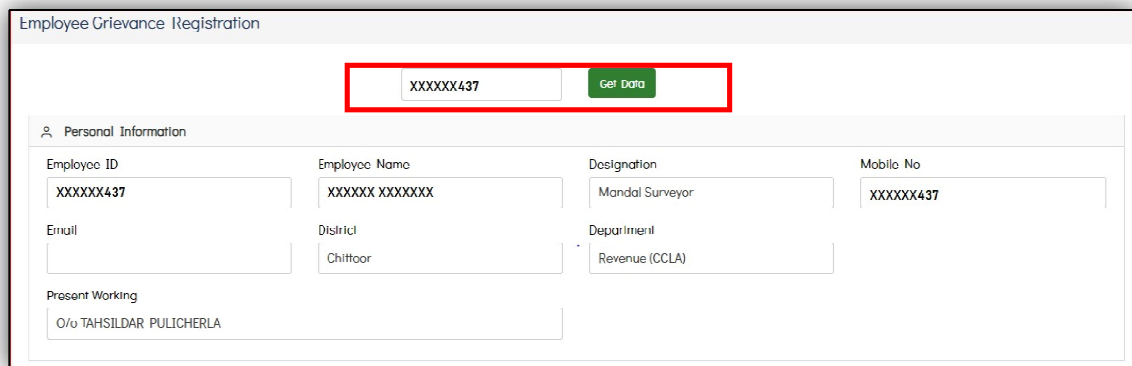 Employee Grievance Registration
XXXXXX437 Get Data
Personal Information
Employee ID Employee Name Designation Mobile No
XXXXXX437 XXXXXX XXXXXXX Mandal Surveyor XXXXXX437
Email District Department
Chittoor Revenue (CCLA)
Present Working
O/o TAHSILDAR PULICHERLA